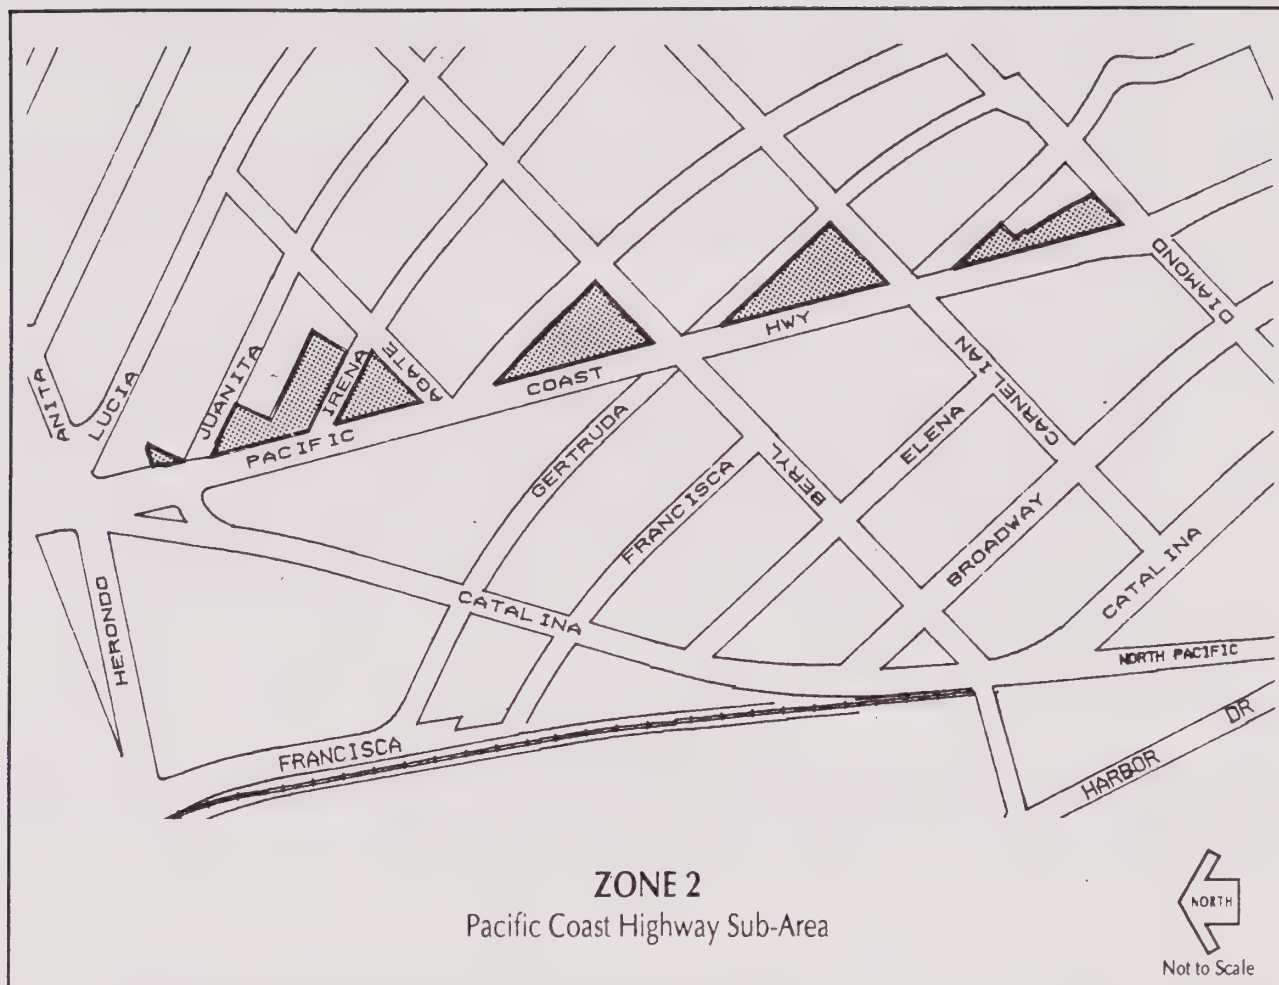 ANITA
LUCIA
JUANITA
IRENA
AGATE
PACIFIC
COAST
HWY
DIAMOND
CARNELIAN
GERTRUDA
FRANCISCA
BERYL
ELENA
BROADWAY
CATALINA
CATALINA
HERONDO
NORTH PACIFIC
FRANCISCA
HARBOR
DR
ZONE 2
Pacific Coast Highway Sub-Area
NORTH
Not to Scale